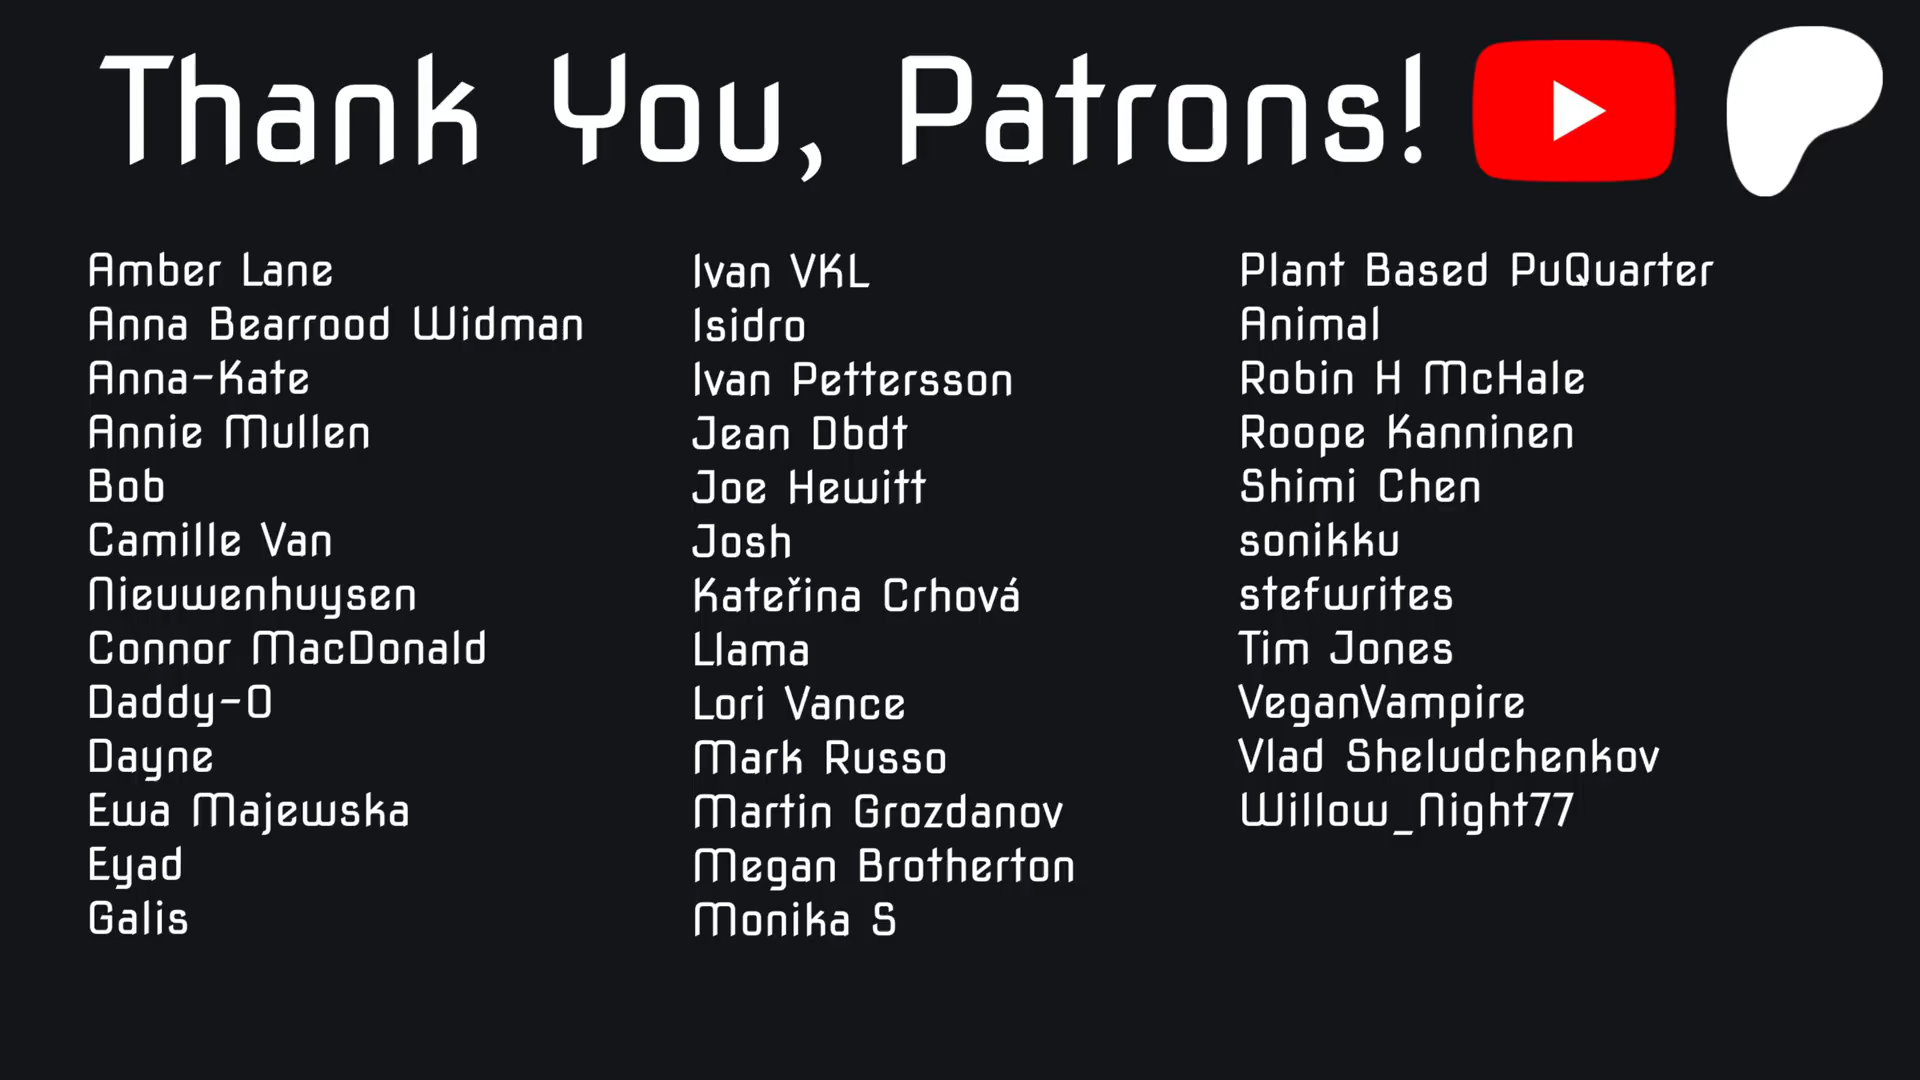 Thank You, Patrons!
Amber Lane
Anna Bearrood Widman
Anna-Kate
Annie Mullen
Bob
Camille Van
Nieuwenhuysen
Connor MacDonald
Daddy-O
Dayne
Ewa Majewska
Eyad
Galis
Ivan VKL
Isidro
Ivan Pettersson
Jean Dbdt
Joe Hewitt
Josh
Kateřina Crhová
Llama
Lori Vance
Mark Russo
Martin Grozdanov
Megan Brotherton
Monika S
Plant Based PuQuarter
Animal
Robin H McHale
Roope Kanninen
Shimi Chen
sonikku
stefwrites
Tim Jones
VeganVampire
Vlad Sheludchenkov
Willow_Night77